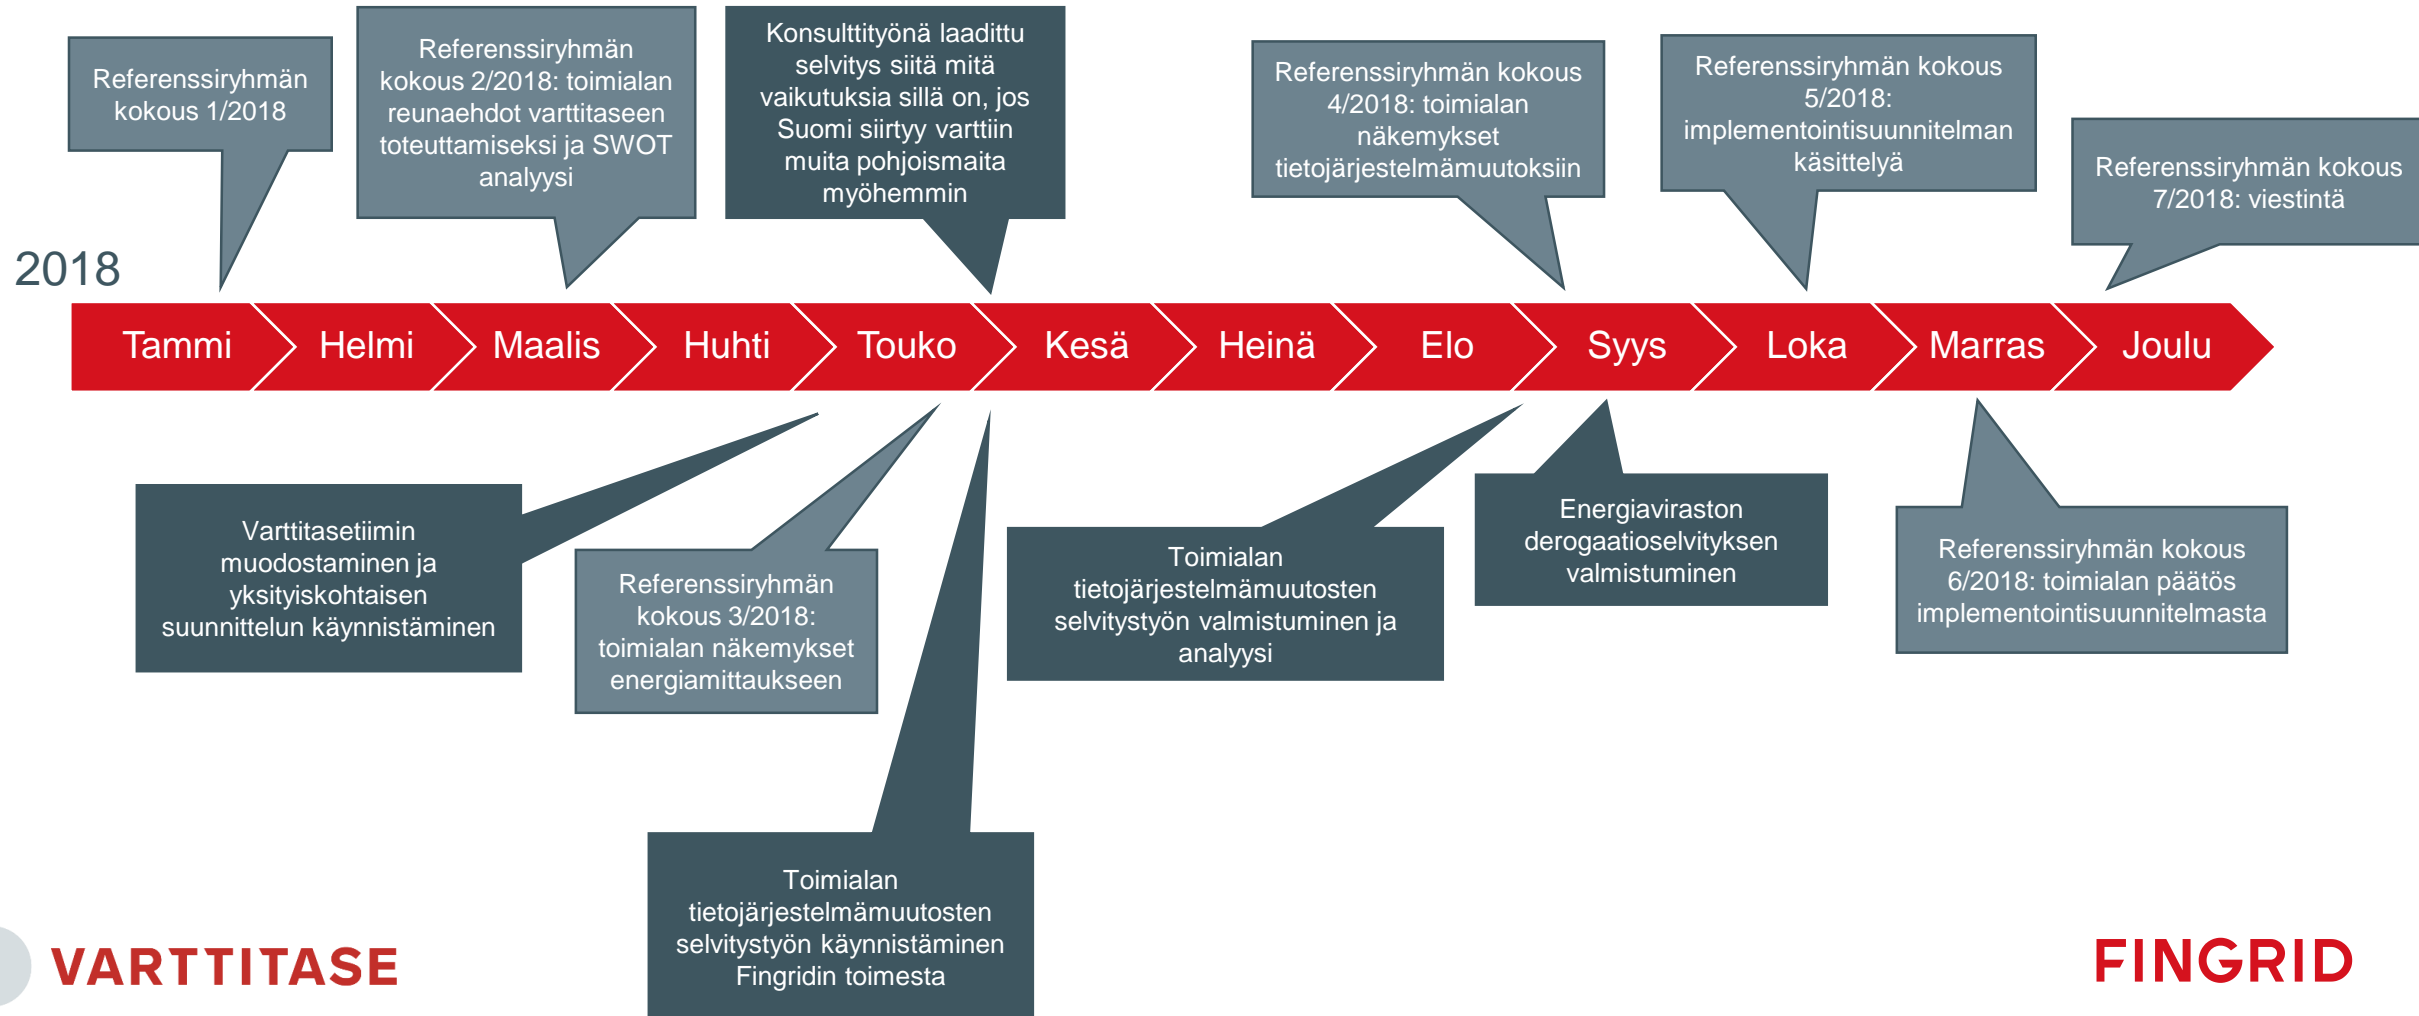 Referenssiryhmän
kokous 1/2018
Referenssiryhmän
kokous 2/2018: toimialan
reunaehdot varttitaseen
toteuttamiseksi ja SWOT
analyysi
Konsulttityönä laadittu
selvitys siitä mitä
vaikutuksia sillä on, jos
Suomi siirtyy varttiin
muita pohjoismaita
myöhemmin
Referenssiryhmän kokous
4/2018: toimialan
näkemykset
tietojärjestelmämuutoksiin
Referenssiryhmän kokous
5/2018:
implementointisuunnitelman
käsittelyä
Referenssiryhmän kokous
7/2018: viestintä
2018
Tammi
Helmi
Maalis
Huhti
Touko
Kesä
Heinä
Elo
Syys
Loka
Marras
Joulu
Varttitasetiimin
muodostaminen ja
yksityiskohtaisen
suunnittelun käynnistäminen
Referenssiryhmän
kokous 3/2018:
toimialan näkemykset
energiamittaukseen
Toimialan
tietojärjestelmämuutosten
selvitystyön valmistuminen ja
analyysi
Energiaviraston
derogaatioselvityksen
valmistuminen
Referenssiryhmän kokous
6/2018: toimialan päätös
implementointisuunnitelmasta
Toimialan
tietojärjestelmämuutosten
selvitystyön käynnistäminen
Fingridin toimesta
VARTTITASE
FINGRID